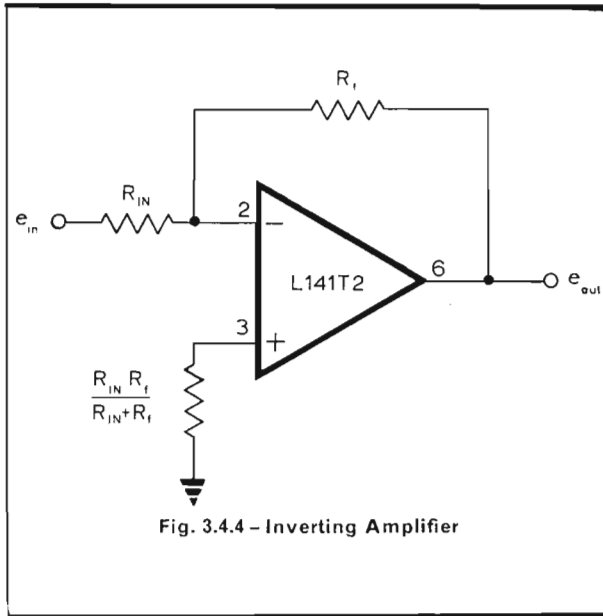 R_f
R_IN
e_in
2
−
L141T2
6
e_out
3
+
R_IN R_f
R_IN+R_f
Fig. 3.4.4 – Inverting Amplifier